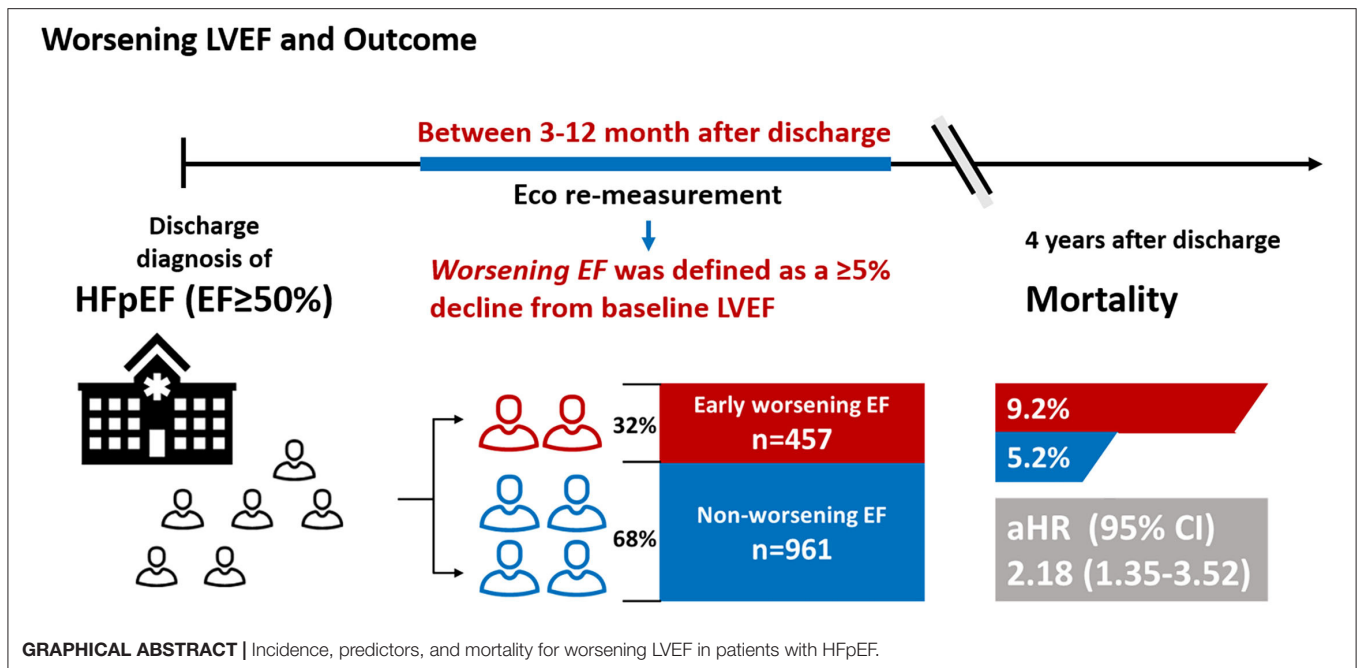 Worsening LVEF and Outcome
Between 3-12 month after discharge
Eco re-measurement
Discharge
diagnosis of
HFpEF (EF≥50%)
Worsening EF was defined as a ≥5%
decline from baseline LVEF
4 years after discharge
Mortality
32%
Early worsening EF
n=457
68%
Non-worsening EF
n=961
9.2%
5.2%
aHR (95% CI)
2.18 (1.35-3.52)
GRAPHICAL ABSTRACT | Incidence, predictors, and mortality for worsening LVEF in patients with HFpEF.